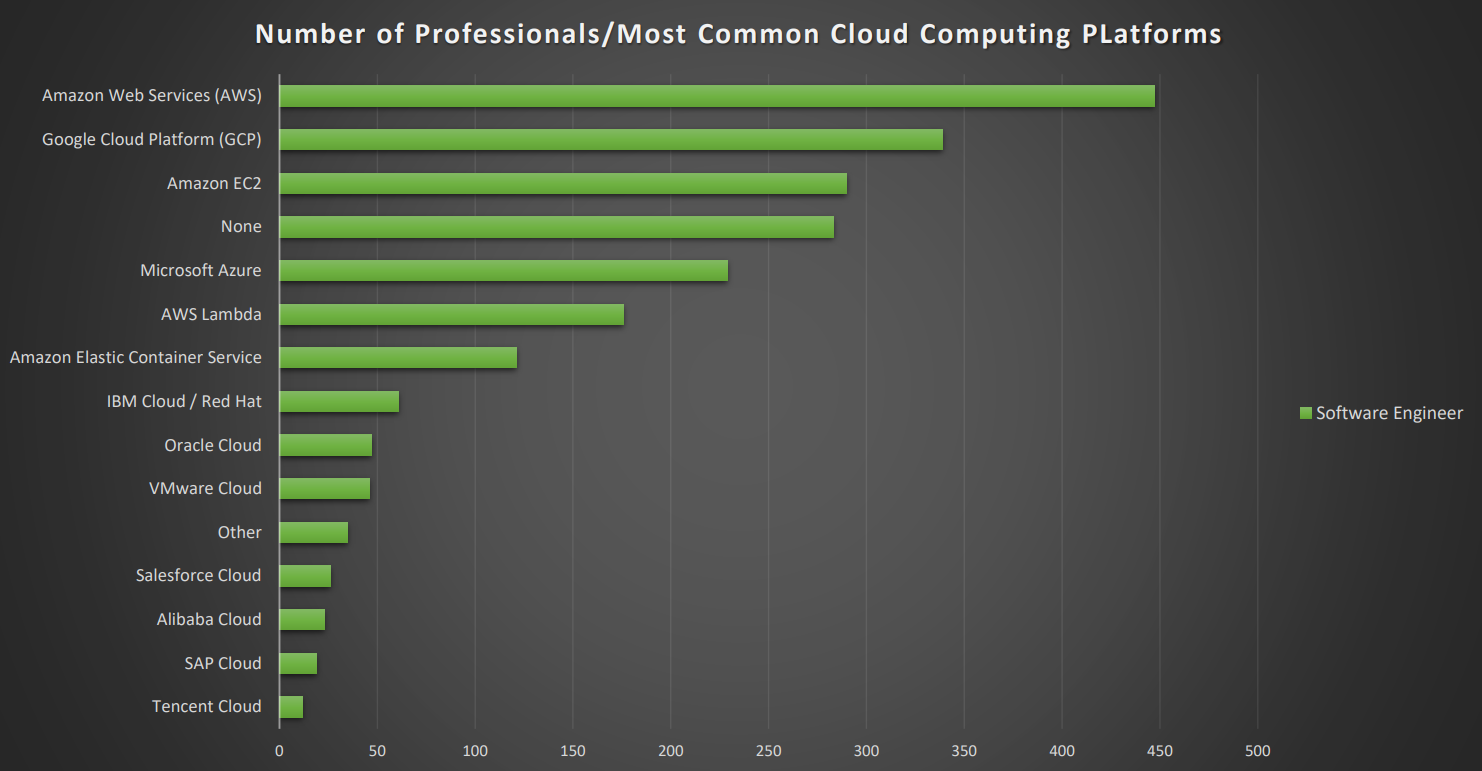 Number of Professionals/Most Common Cloud Computing PLatforms
Amazon Web Services (AWS)
Google Cloud Platform (GCP)
Amazon EC2
None
Microsoft Azure
AWS Lambda
Amazon Elastic Container Service
IBM Cloud / Red Hat
Oracle Cloud
VMware Cloud
Other
Salesforce Cloud
Alibaba Cloud
SAP Cloud
Tencent Cloud
0 50 100 150 200 250 300 350 400 450 500
Software Engineer